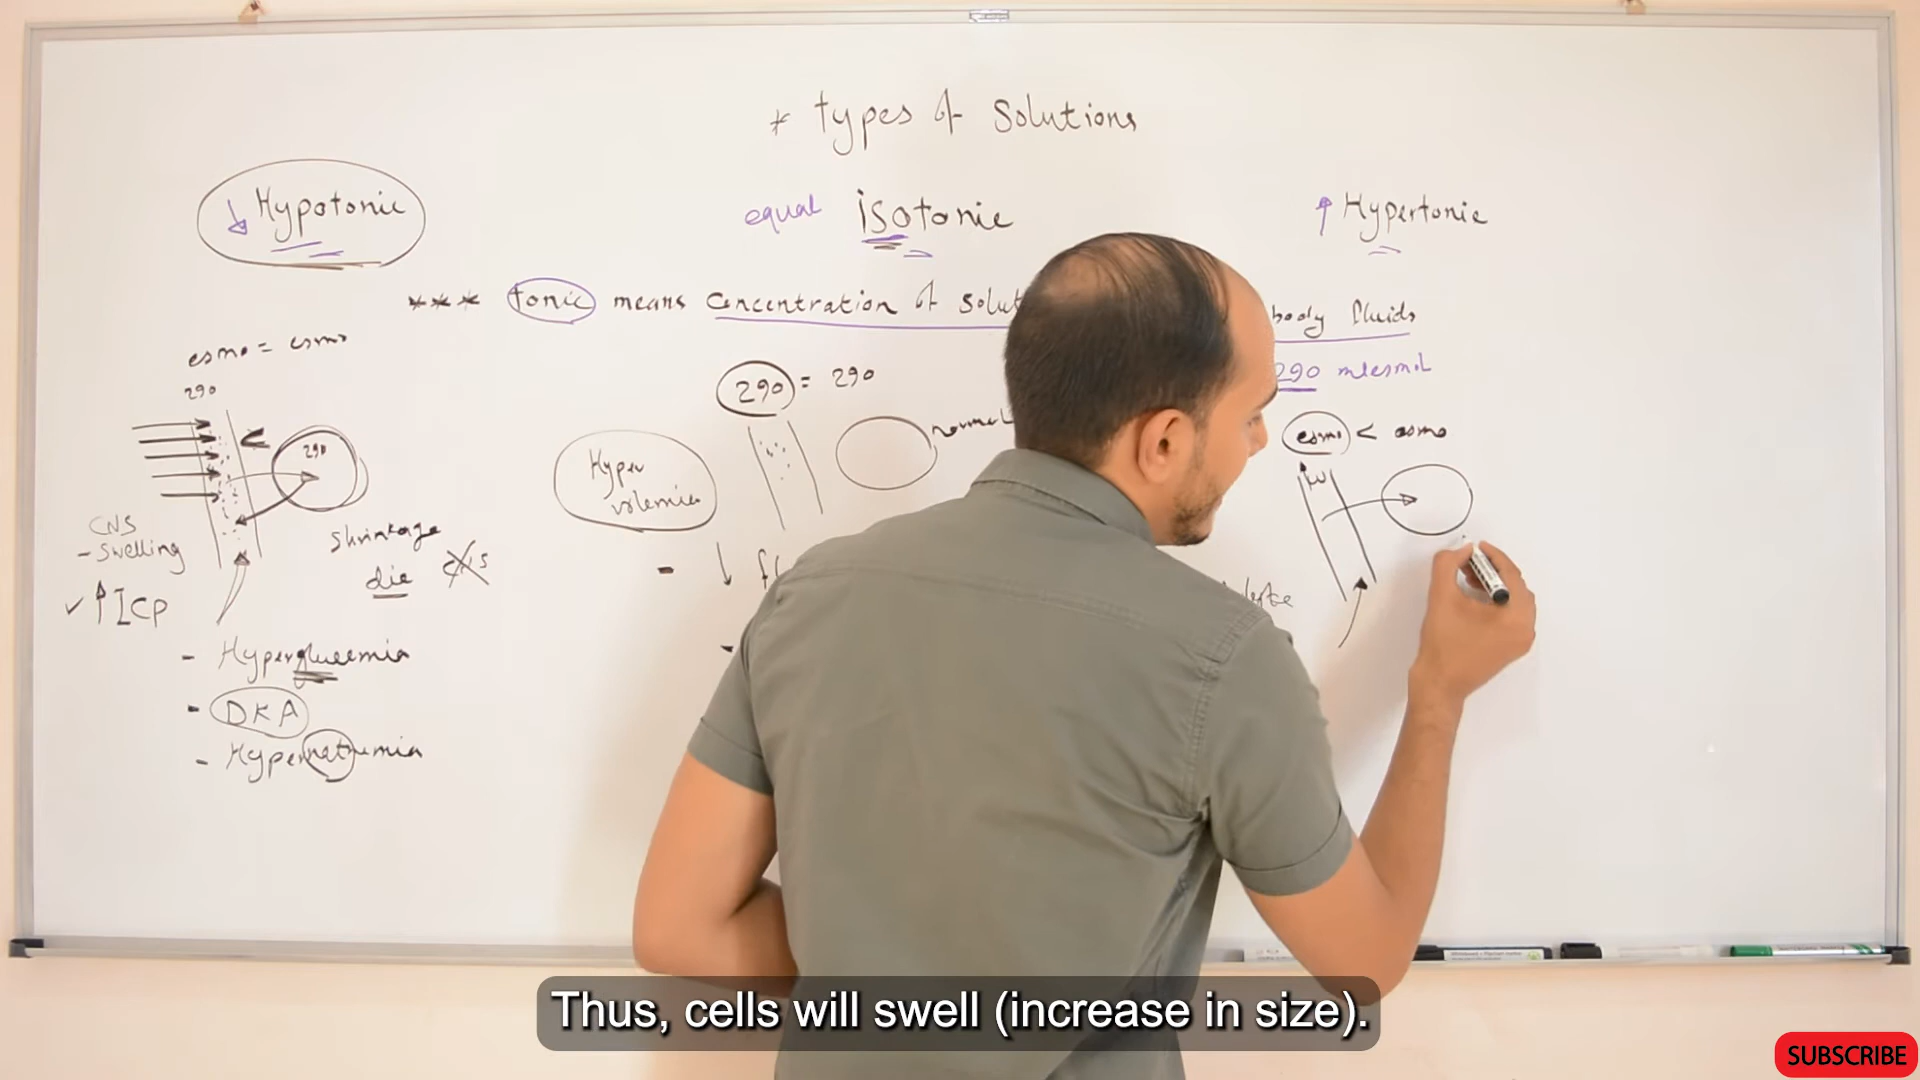 * types of Solutions
↓ Hypotonic
equal isotonic
↑ Hypertonic
*** tonic means concentration of solut
body fluids
290
osmo = osmo
290
290
CNS
- Swelling
✓ ↑ ICP
shrinkage
die
- Hyperglucemia
- DKA
- Hypernatremia
290 = 290
normal
Hyper
volemia
- ↓
osmo < osmo
Thus, cells will swell (increase in size).
SUBSCRIBE